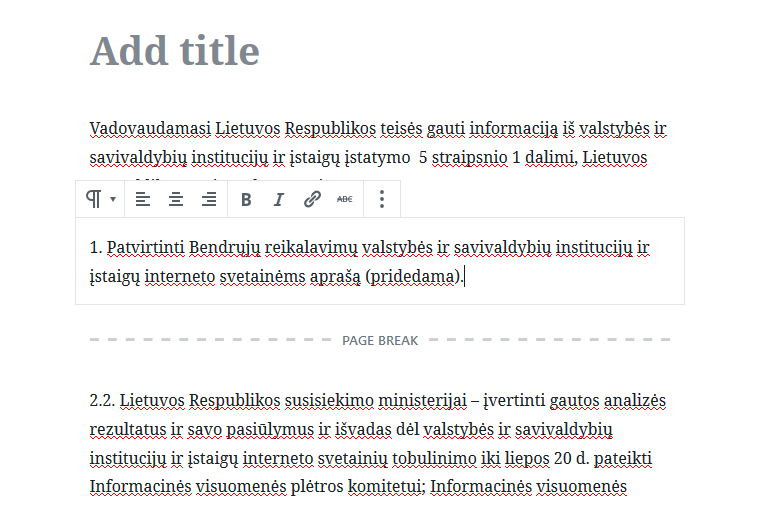 Add title
Vadovaudamasi Lietuvos Respublikos teisės gauti informaciją iš valstybės ir
savivaldybių institucijų ir įstaigų įstatymo 5 straipsnio 1 dalimi, Lietuvos
B I ABC
1. Patvirtinti Bendrųjų reikalavimų valstybės ir savivaldybių institucijų ir
įstaigų interneto svetainėms aprašą (pridedama).
PAGE BREAK
2.2. Lietuvos Respublikos susisiekimo ministerijai – įvertinti gautos analizės
rezultatus ir savo pasiūlymus ir išvadas dėl valstybės ir savivaldybių
institucijų ir įstaigų interneto svetainių tobulinimo iki liepos 20 d. pateikti
Informacinės visuomenės plėtros komitetui; Informacinės visuomenės